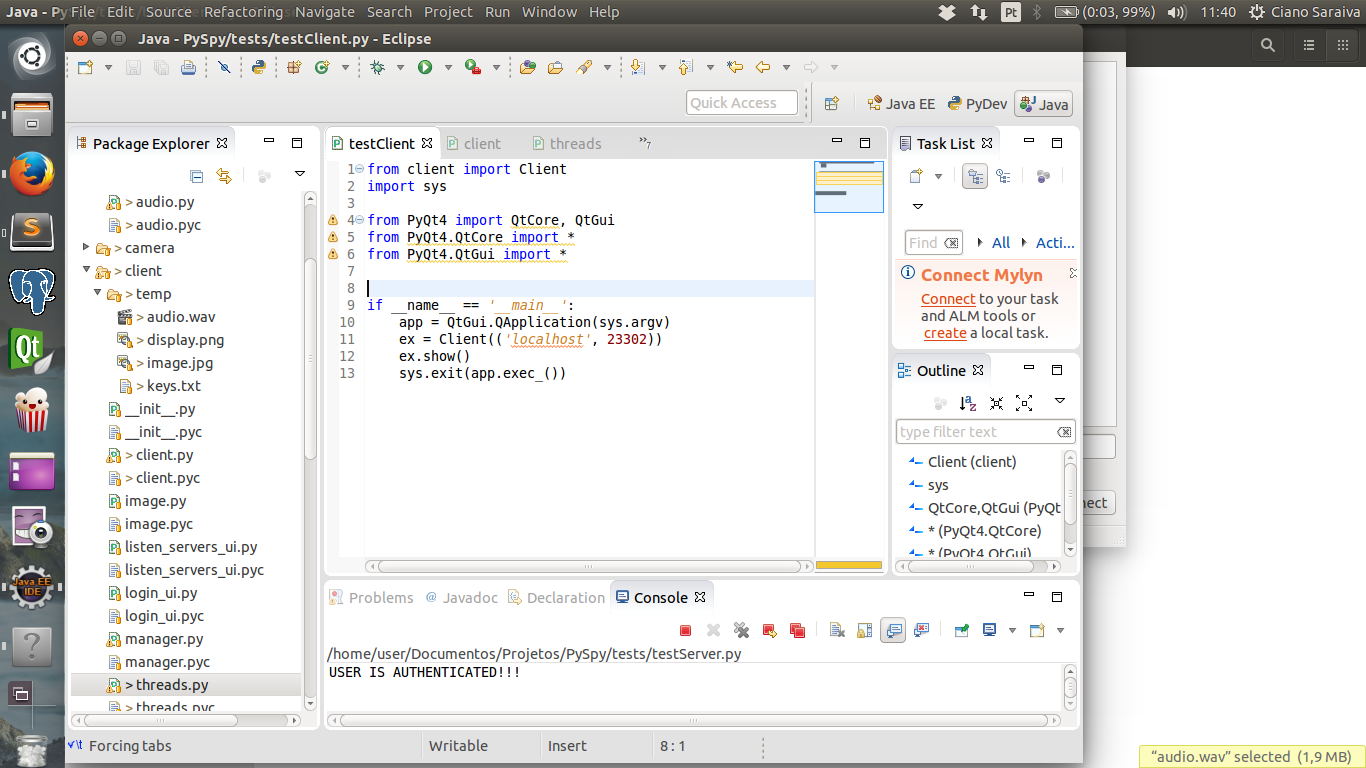 Java - Py File Edit Source Refactoring Navigate Search Project Run Window Help Pt (0:03, 99%) 11:40 Ciano Saraiva
Java - PySpy/tests/testClient.py - Eclipse
Quick Access Java EE PyDev Java
Package Explorer
> audio.py
> audio.pyc
> camera
> client
> temp
> audio.wav
> display.png
> image.jpg
> keys.txt
__init__.py
__init__.pyc
> client.py
> client.pyc
image.py
image.pyc
listen_servers_ui.py
listen_servers_ui.pyc
login_ui.py
login_ui.pyc
manager.py
manager.pyc
> threads.py
> threads.pyc
testClient client threads »7
1 from client import Client
2 import sys
3
4 from PyQt4 import QtCore, QtGui
5 from PyQt4.QtCore import *
6 from PyQt4.QtGui import *
7
8
9 if __name__ == '__main__':
10 app = QtGui.QApplication(sys.argv)
11 ex = Client(('localhost', 23302))
12 ex.show()
13 sys.exit(app.exec_())
Task List
Find All Acti...
Connect Mylyn
Connect to your task
and ALM tools or
create a local task.
Outline
type filter text
Client (client)
sys
QtCore,QtGui (PyQt
* (PyQt4.QtCore)
* (PyQt4.QtGui)
nect
Problems @ Javadoc Declaration Console
/home/user/Documentos/Projetos/PySpy/tests/testServer.py
USER IS AUTHENTICATED!!!
Forcing tabs Writable Insert 8 : 1
Java EE
IDE
“audio.wav” selected (1,9 MB)